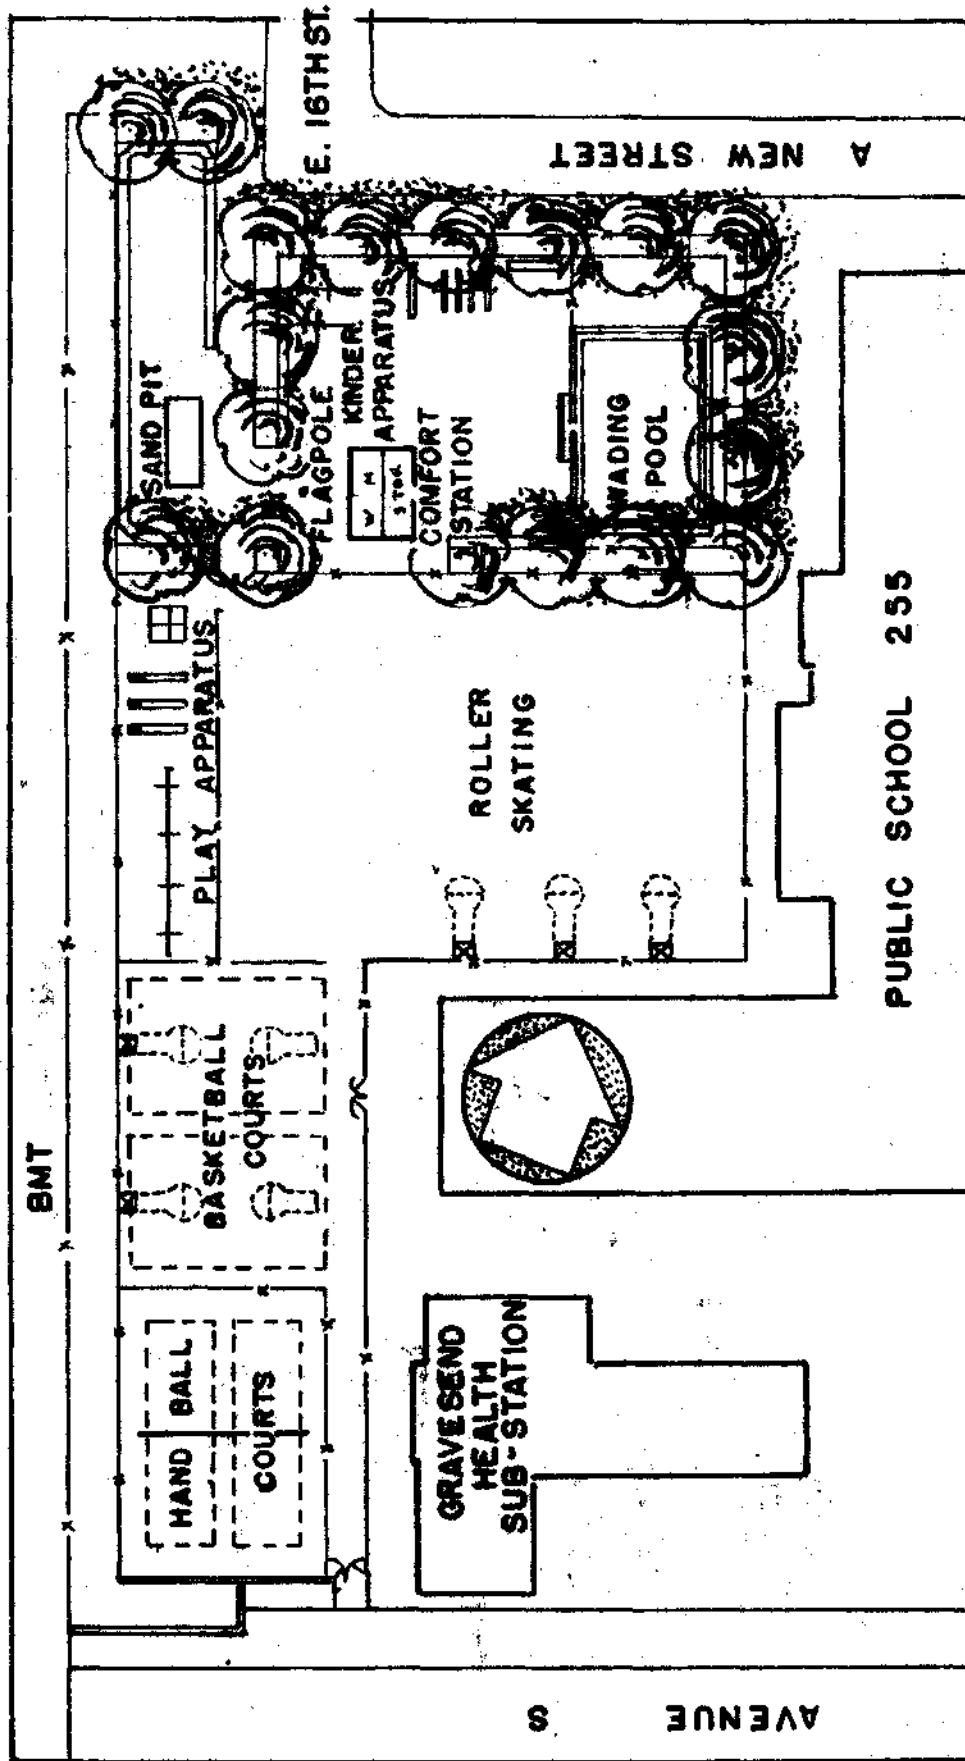 BMT
E. 16TH ST.
A NEW STREET
SAND PIT
FLAGPOLE
KINDER.
APPARATUS
W M
STOR.
COMFORT
STATION
WADING
POOL
PLAY APPARATUS
ROLLER
SKATING
BASKETBALL
COURTS
HAND BALL
COURTS
GRAVESEND
HEALTH
SUB-STATION
PUBLIC SCHOOL 255
AVENUE S